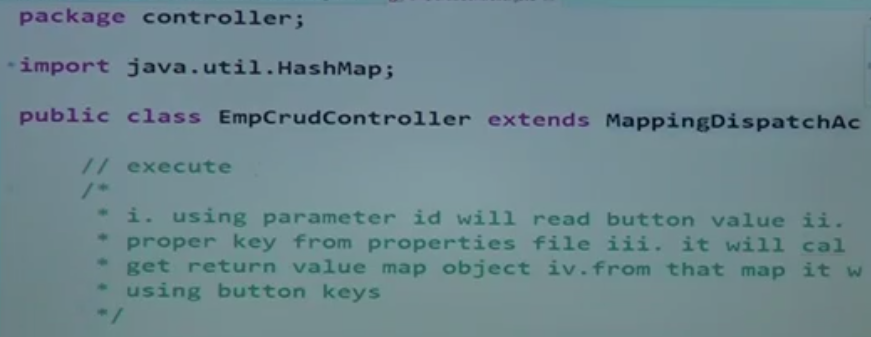 package controller;
import java.util.HashMap;
public class EmpCrudController extends MappingDispatchAc
// execute
/*
* i. using parameter id will read button value ii.
* proper key from properties file iii. it will cal
* get return value map object iv.from that map it w
* using button keys
*/